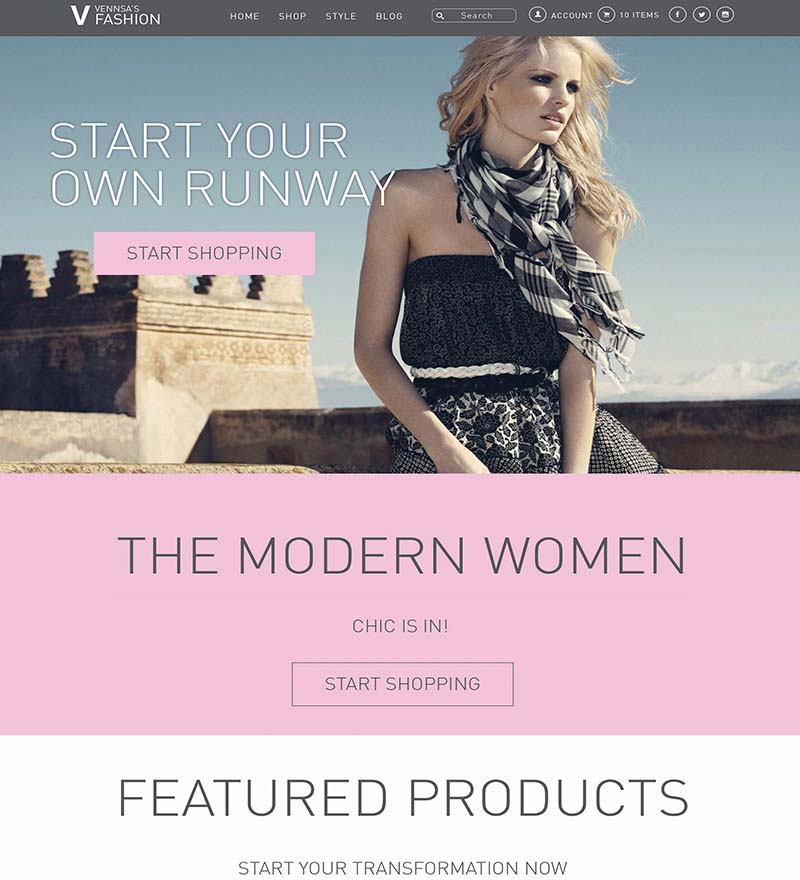 V VENNSA'S
FASHION
HOME SHOP STYLE BLOG Search ACCOUNT 10 ITEMS
START YOUR
OWN RUNWAY
START SHOPPING
THE MODERN WOMEN
CHIC IS IN!
START SHOPPING
FEATURED PRODUCTS
START YOUR TRANSFORMATION NOW